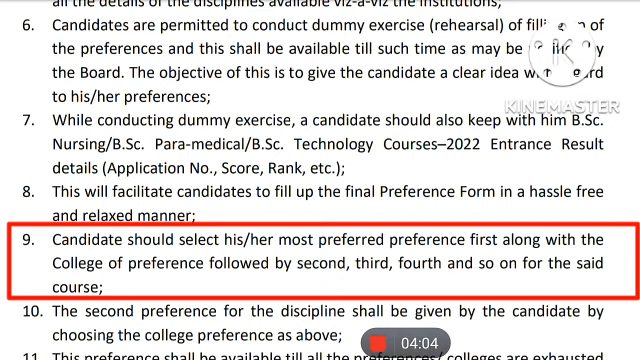 all the details of the disciplines available viz-a-viz the institutions;
6. Candidates are permitted to conduct dummy exercise (rehearsal) of of
the preferences and this shall be available till such time as may be
the Board. The objective of this is to give the candidate a clear idea
to his/her preferences;
KINEMASTER
7. While conducting dummy exercise, a candidate should also keep with him B.Sc.
Nursing/B.Sc. Para-medical/B.Sc. Technology Courses–2022 Entrance Result
details (Application No., Score, Rank, etc.);
8. This will facilitate candidates to fill up the final Preference Form in a hassle free
and relaxed manner;
9. Candidate should select his/her most preferred preference first along with the
College of preference followed by second, third, fourth and so on for the said
course;
10. The second preference for the discipline shall be given by the candidate by
choosing the college preference as above;
04:04
11. This preference shall be available till all the preferences/ colleges are exhausted